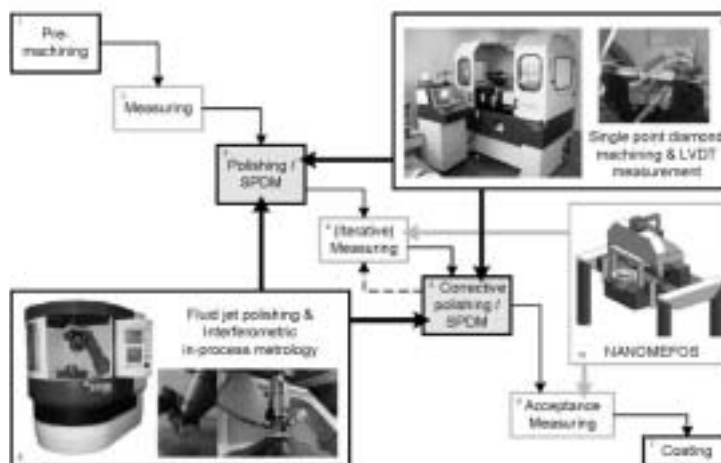 Pre-
machining
Measuring
Polishing /
SPDM
Single point diamond
machining & LVDT
measurement
(Iterative)
Measuring
Corrective
polishing /
SPDM
Fluid jet polishing &
Interferometric
in-process metrology
NANOMEFOS
Acceptance
Measuring
Coating